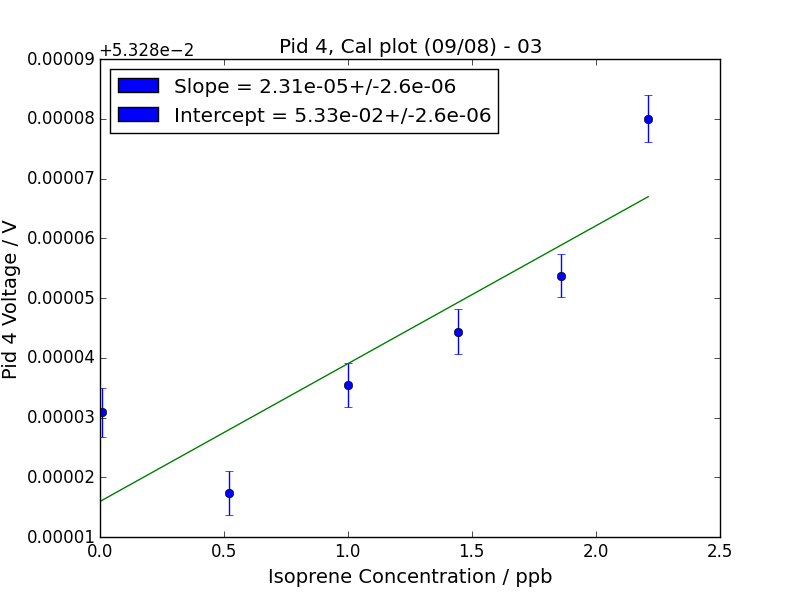 +5.328e−2
Pid 4, Cal plot (09/08) - 03
Slope = 2.31e-05+/-2.6e-06
Intercept = 5.33e-02+/-2.6e-06
Pid 4 Voltage / V
0.00009
0.00008
0.00007
0.00006
0.00005
0.00004
0.00003
0.00002
0.00001
0.0 0.5 1.0 1.5 2.0 2.5
Isoprene Concentration / ppb